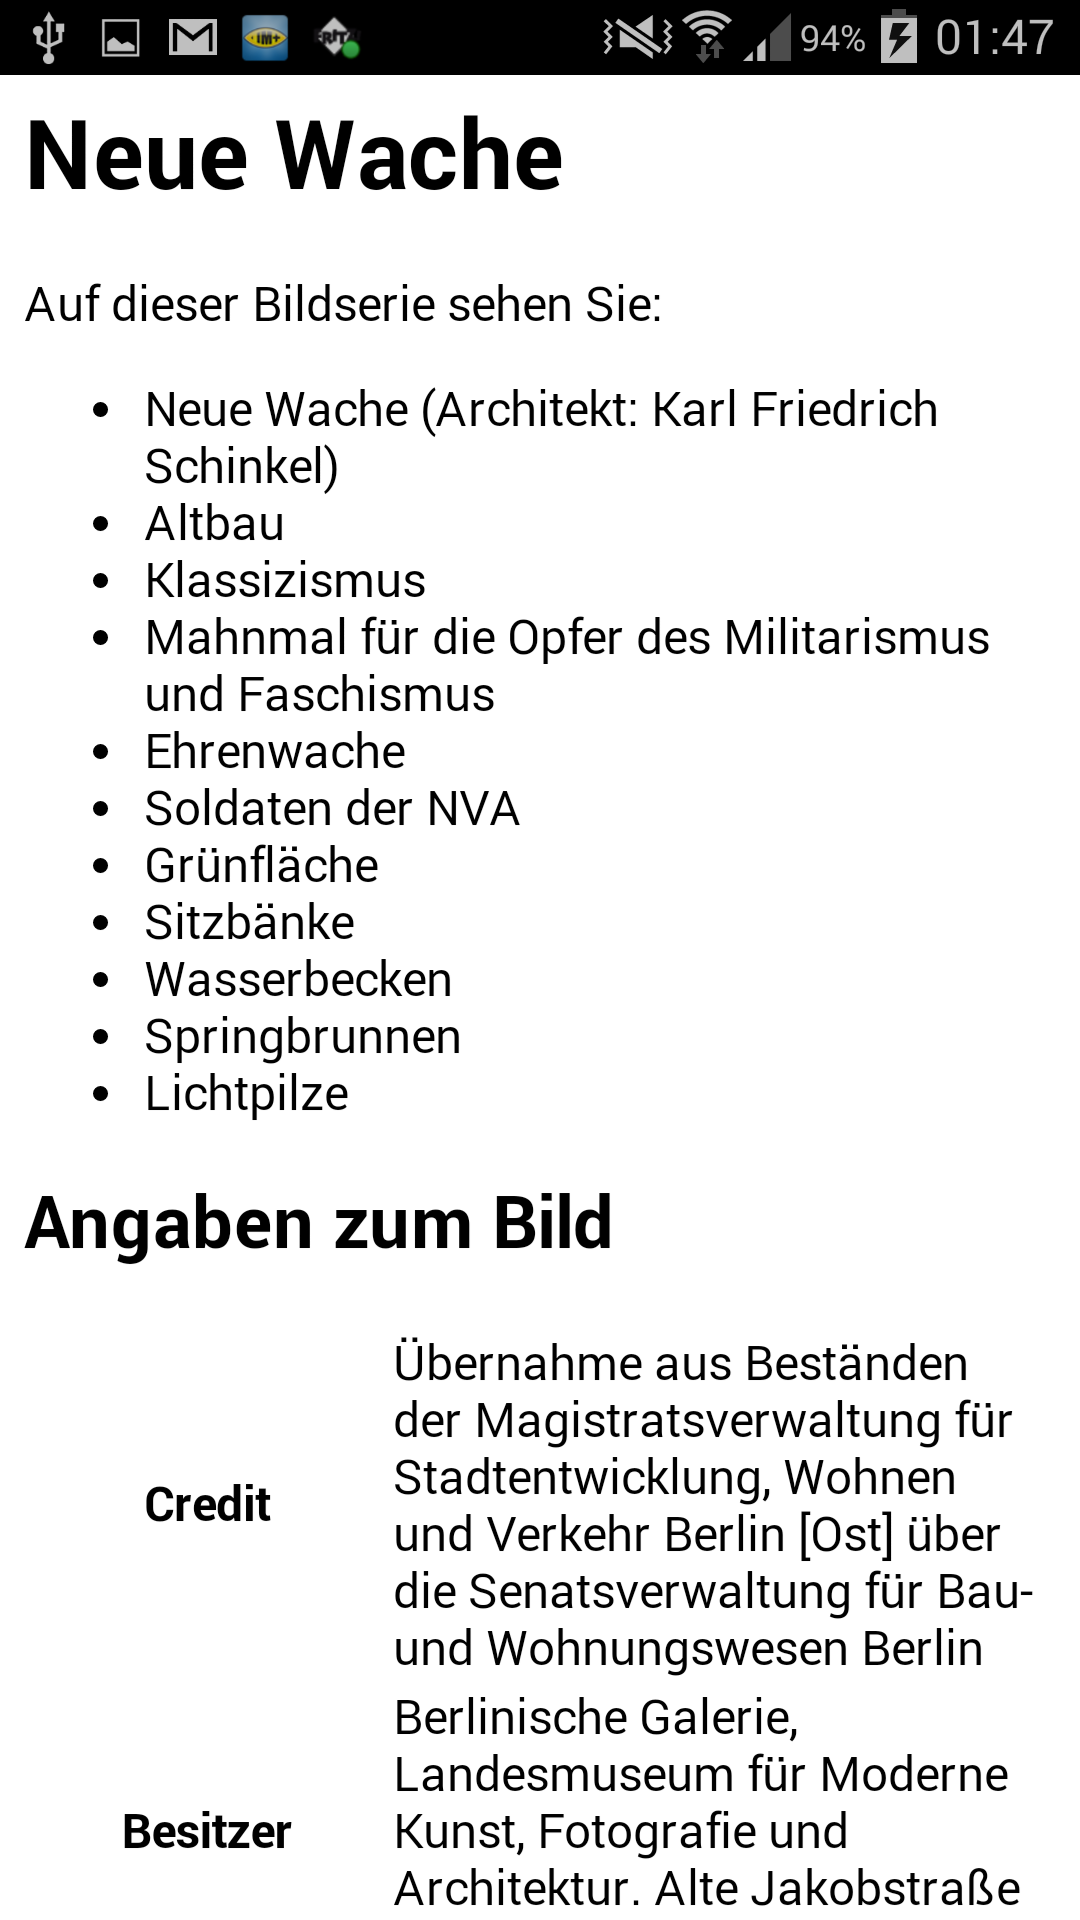 IM+
FRITZ!
94%
01:47
Neue Wache
Auf dieser Bildserie sehen Sie:
• Neue Wache (Architekt: Karl Friedrich
Schinkel)
• Altbau
• Klassizismus
• Mahnmal für die Opfer des Militarismus
und Faschismus
• Ehrenwache
• Soldaten der NVA
• Grünfläche
• Sitzbänke
• Wasserbecken
• Springbrunnen
• Lichtpilze
Angaben zum Bild
Credit
Übernahme aus Beständen
der Magistratsverwaltung für
Stadtentwicklung, Wohnen
und Verkehr Berlin [Ost] über
die Senatsverwaltung für Bau-
und Wohnungswesen Berlin
Besitzer
Berlinische Galerie,
Landesmuseum für Moderne
Kunst, Fotografie und
Architektur, Alte Jakobstraße